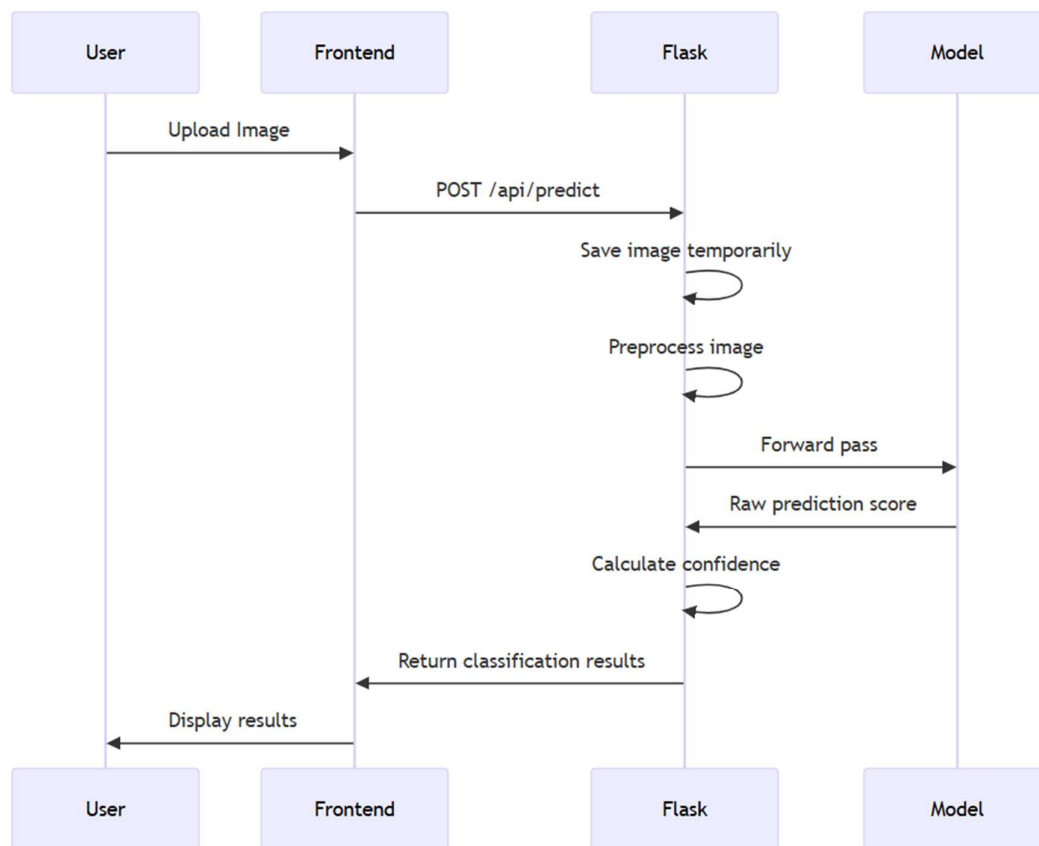 User
Frontend
Flask
Model
Upload Image
POST /api/predict
Save image temporarily
Preprocess image
Forward pass
Raw prediction score
Calculate confidence
Return classification results
Display results
User
Frontend
Flask
Model